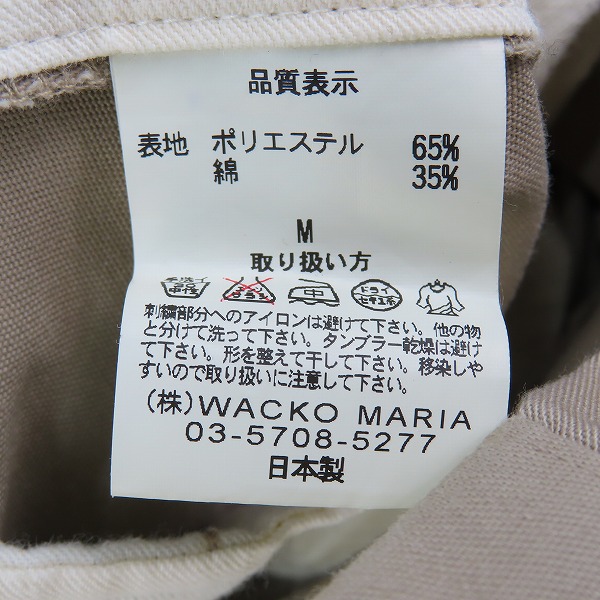 品質表示
表地 ポリエステル 65%
綿 35%
M
取り扱い方
中 ドライ
刺繍部分へのアイロンは避けて下さい。他の物
と分けて洗って下さい。タンブラー乾燥は避け
て下さい。形を整えて干して下さい。移染しや
すいので取り扱いに注意して下さい。
(株)WACKO MARIA
03-5708-5277
日本製